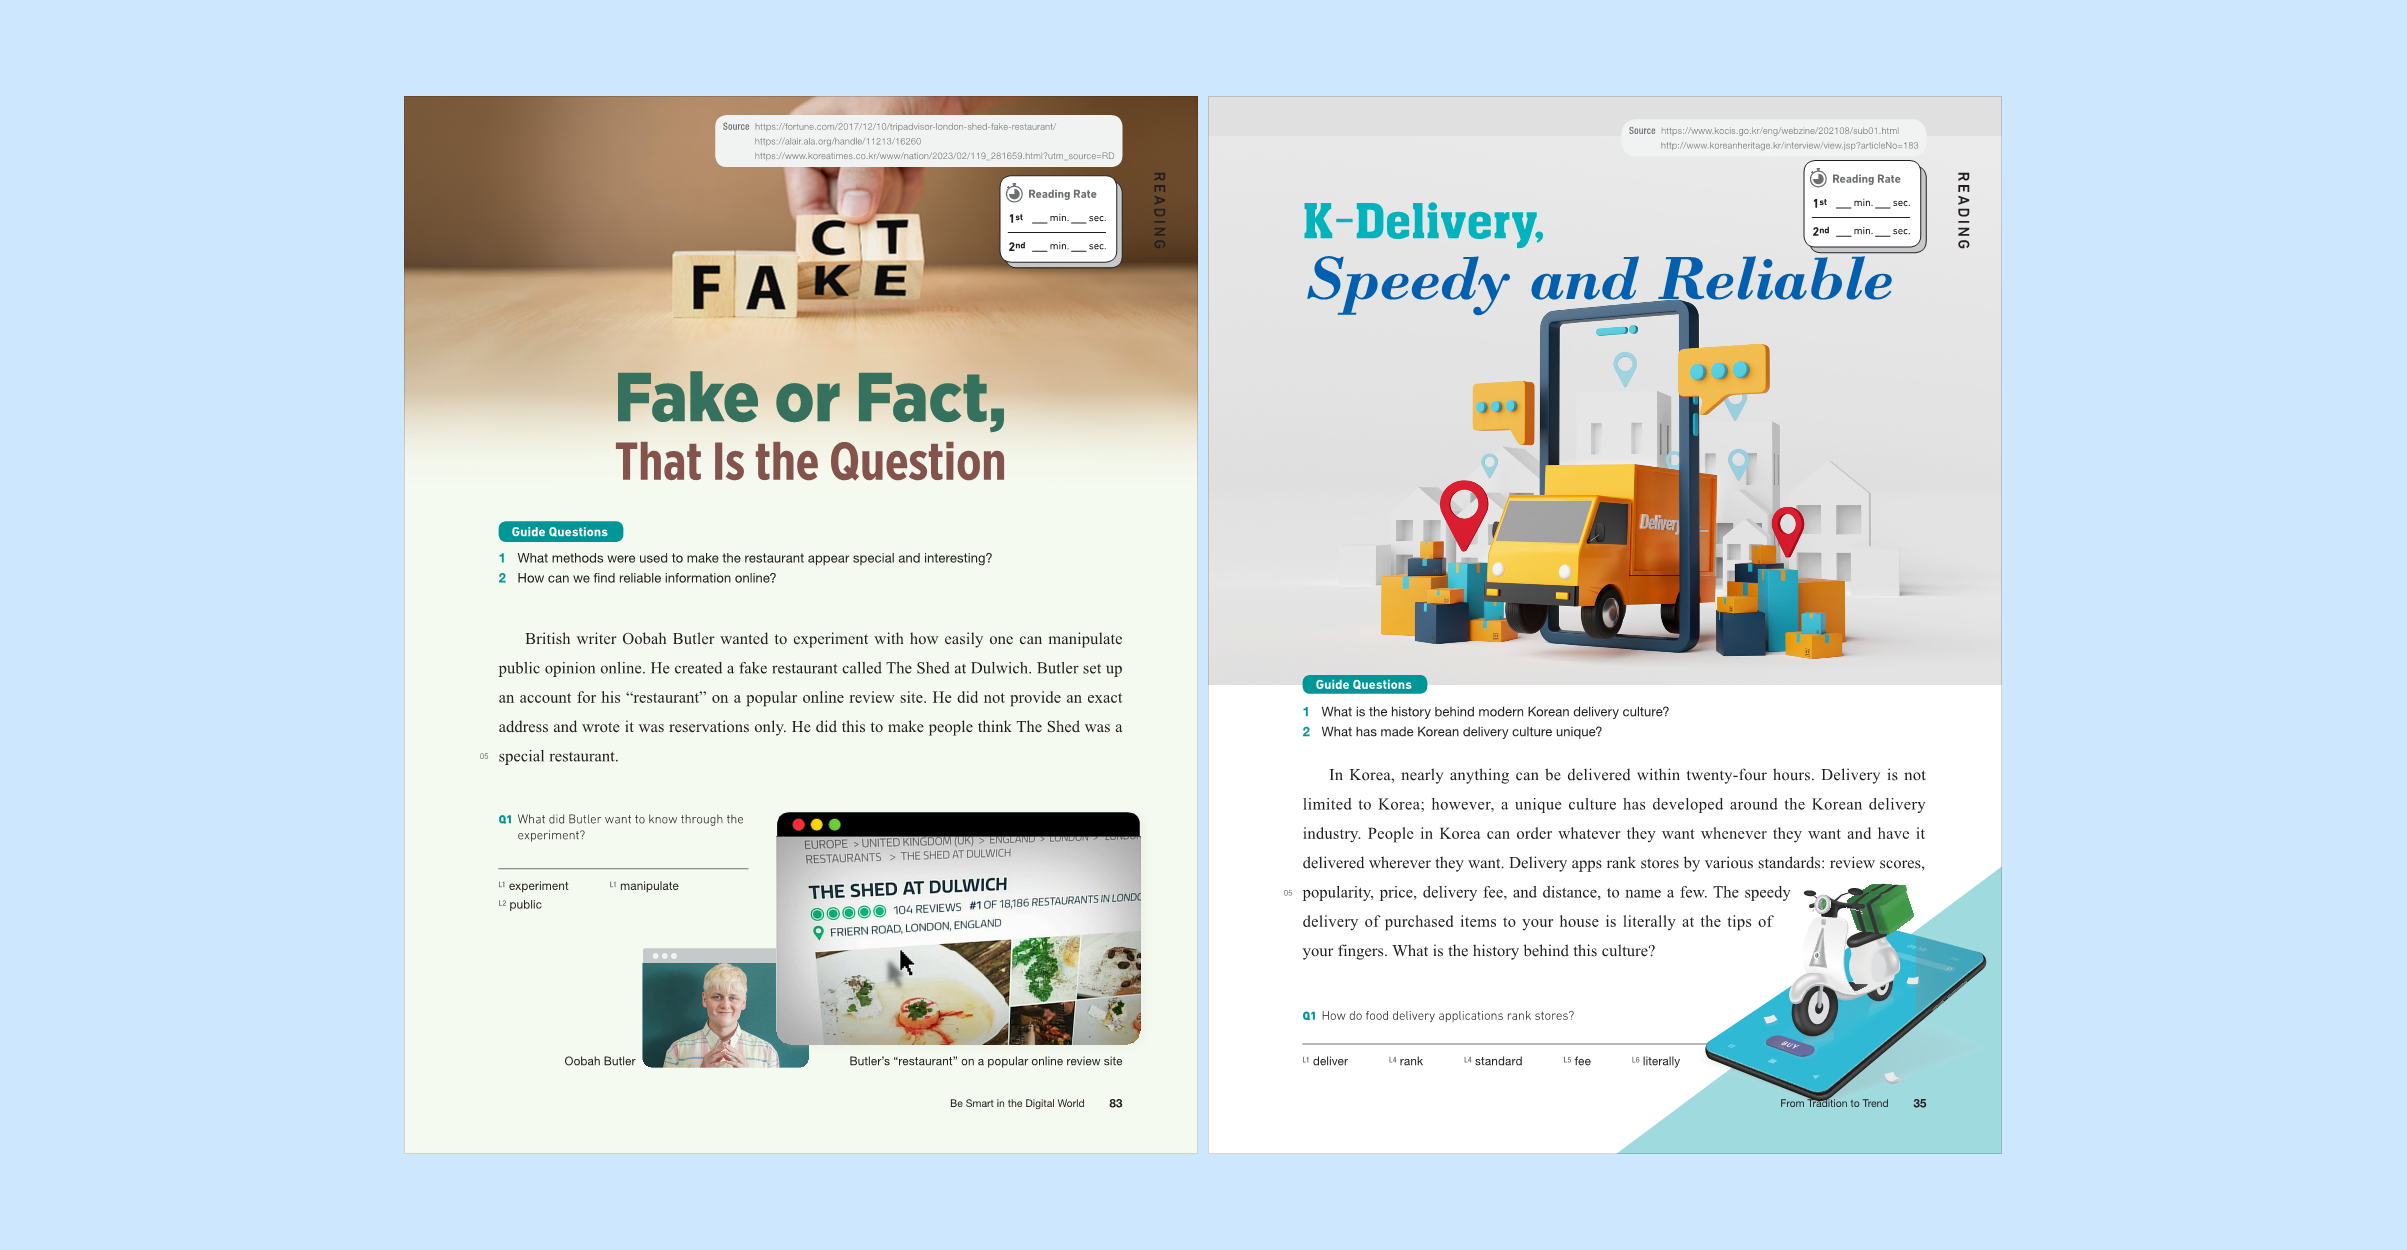 Source https://fortune.com/2017/12/10/tripadvisor-london-shed-fake-restaurant/
https://alair.ala.org/handle/11213/16260
https://www.koreatimes.co.kr/www/nation/2023/02/119_281659.html?utm_source=RD
READING
Reading Rate
1st __ min. __ sec.
2nd __ min. __ sec.
CT
FAKE
Fake or Fact,
That Is the Question
Guide Questions
1 What methods were used to make the restaurant appear special and interesting?
2 How can we find reliable information online?
British writer Oobah Butler wanted to experiment with how easily one can manipulate
public opinion online. He created a fake restaurant called The Shed at Dulwich. Butler set up
an account for his “restaurant” on a popular online review site. He did not provide an exact
address and wrote it was reservations only. He did this to make people think The Shed was a
05 special restaurant.
Q1 What did Butler want to know through the
experiment?
L1 experiment L1 manipulate
L2 public
EUROPE > UNITED KINGDOM (UK) > ENGLAND > LONDON >
RESTAURANTS > THE SHED AT DULWICH
THE SHED AT DULWICH
104 REVIEWS #1 OF 18,186 RESTAURANTS IN
FRIERN ROAD, LONDON, ENGLAND
Oobah Butler
Butler’s “restaurant” on a popular online review site
Be Smart in the Digital World 83
Source https://www.kocis.go.kr/eng/webzine/202108/sub01.html
http://www.koreanheritage.kr/interview/view.jsp?articleNo=183
READING
Reading Rate
1st __ min. __ sec.
2nd __ min. __ sec.
K-Delivery,
Speedy and Reliable
Delivery
Guide Questions
1 What is the history behind modern Korean delivery culture?
2 What has made Korean delivery culture unique?
In Korea, nearly anything can be delivered within twenty-four hours. Delivery is not
limited to Korea; however, a unique culture has developed around the Korean delivery
industry. People in Korea can order whatever they want whenever they want and have it
delivered wherever they want. Delivery apps rank stores by various standards: review scores,
05 popularity, price, delivery fee, and distance, to name a few. The speedy
delivery of purchased items to your house is literally at the tips of
your fingers. What is the history behind this culture?
Q1 How do food delivery applications rank stores?
L1 deliver L4 rank L4 standard L5 fee L6 literally
BUY
From Tradition to Trend 35